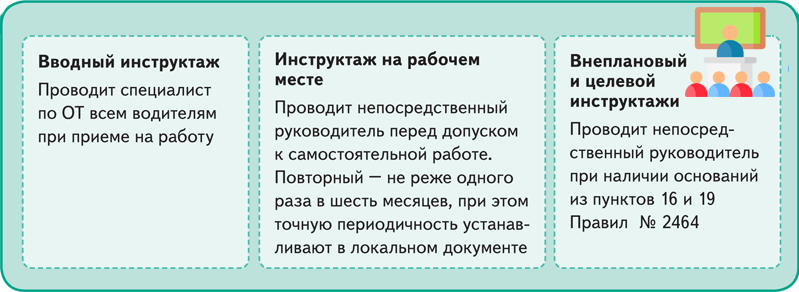 Вводный инструктаж
Проводит специалист
по ОТ всем водителям
при приеме на работу
Инструктаж на рабочем
месте
Проводит непосредственный
руководитель перед допуском
к самостоятельной работе.
Повторный — не реже одного
раза в шесть месяцев, при этом
точную периодичность устанав-
ливают в локальном документе
Внеплановый
и целевой
инструктажи
Проводит непосред-
ственный руководитель
при наличии оснований
из пунктов 16 и 19
Правил № 2464